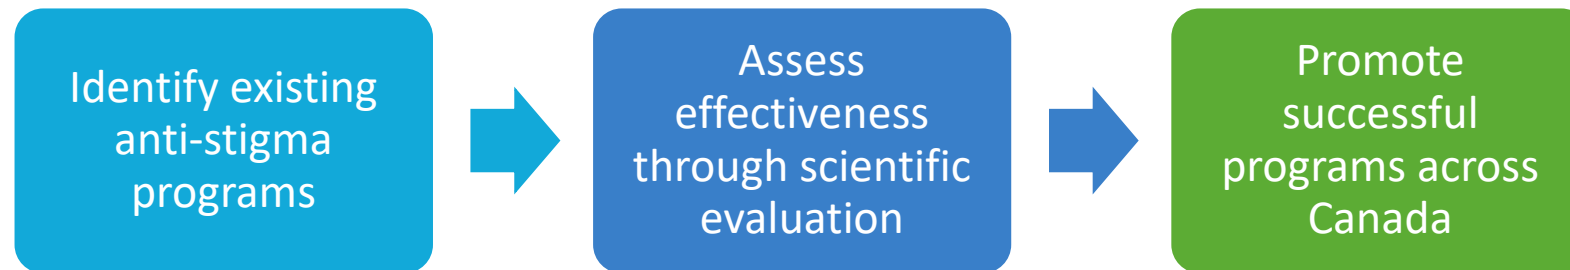 Identify existing
anti-stigma
programs
Assess
effectiveness
through scientific
evaluation
Promote
successful
programs across
Canada